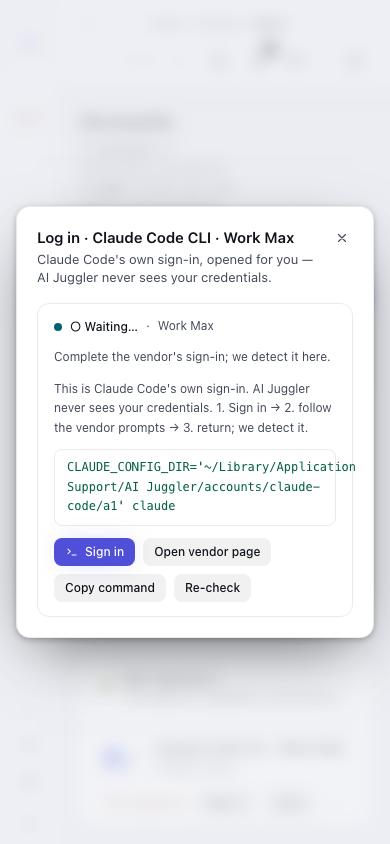 Log in · Claude Code CLI · Work Max
Claude Code's own sign-in, opened for you —
AI Juggler never sees your credentials.
Waiting… · Work Max
Complete the vendor's sign-in; we detect it here.
This is Claude Code's own sign-in. AI Juggler
never sees your credentials. 1. Sign in → 2. follow
the vendor prompts → 3. return; we detect it.
CLAUDE_CONFIG_DIR='~/Library/Application
Support/AI Juggler/accounts/claude-
code/a1' claude
Sign in
Open vendor page
Copy command
Re-check